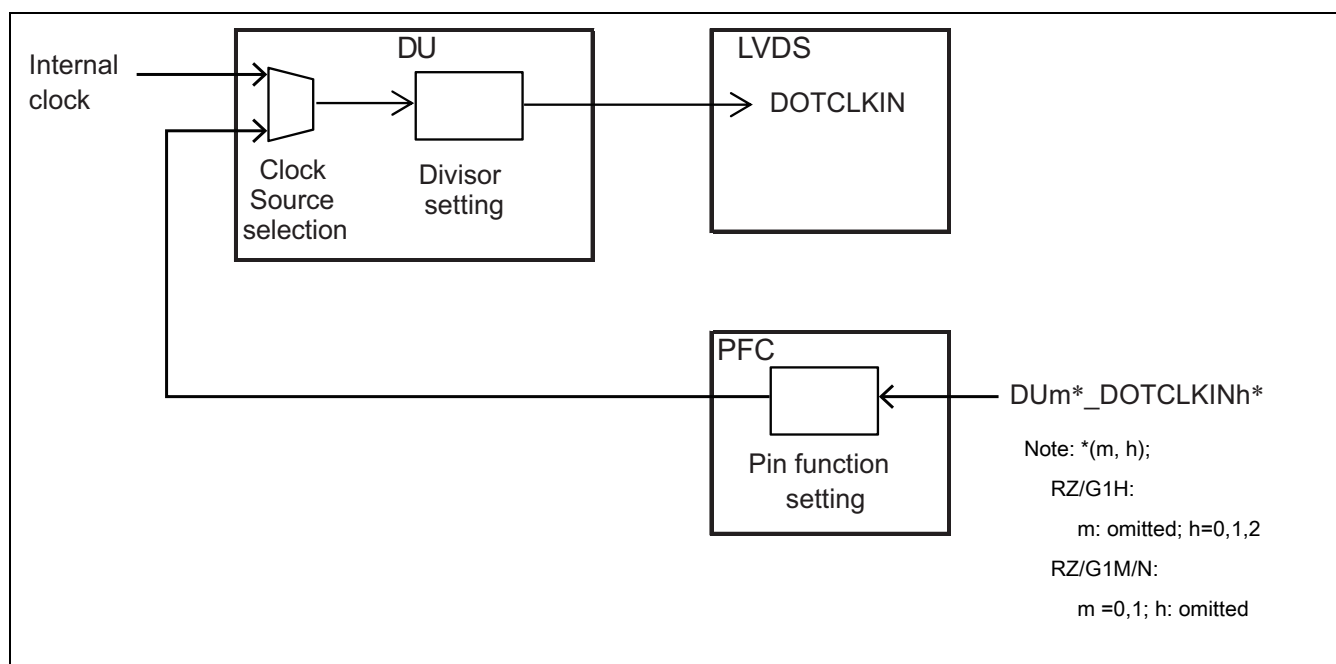 Internal
clock
DU
Clock
Source
selection
Divisor
setting
LVDS
DOTCLKIN
PFC
Pin function
setting
DUm*_DOTCLKINh*
Note: *(m, h);
RZ/G1H:
m: omitted; h=0,1,2
RZ/G1M/N:
m =0,1; h: omitted